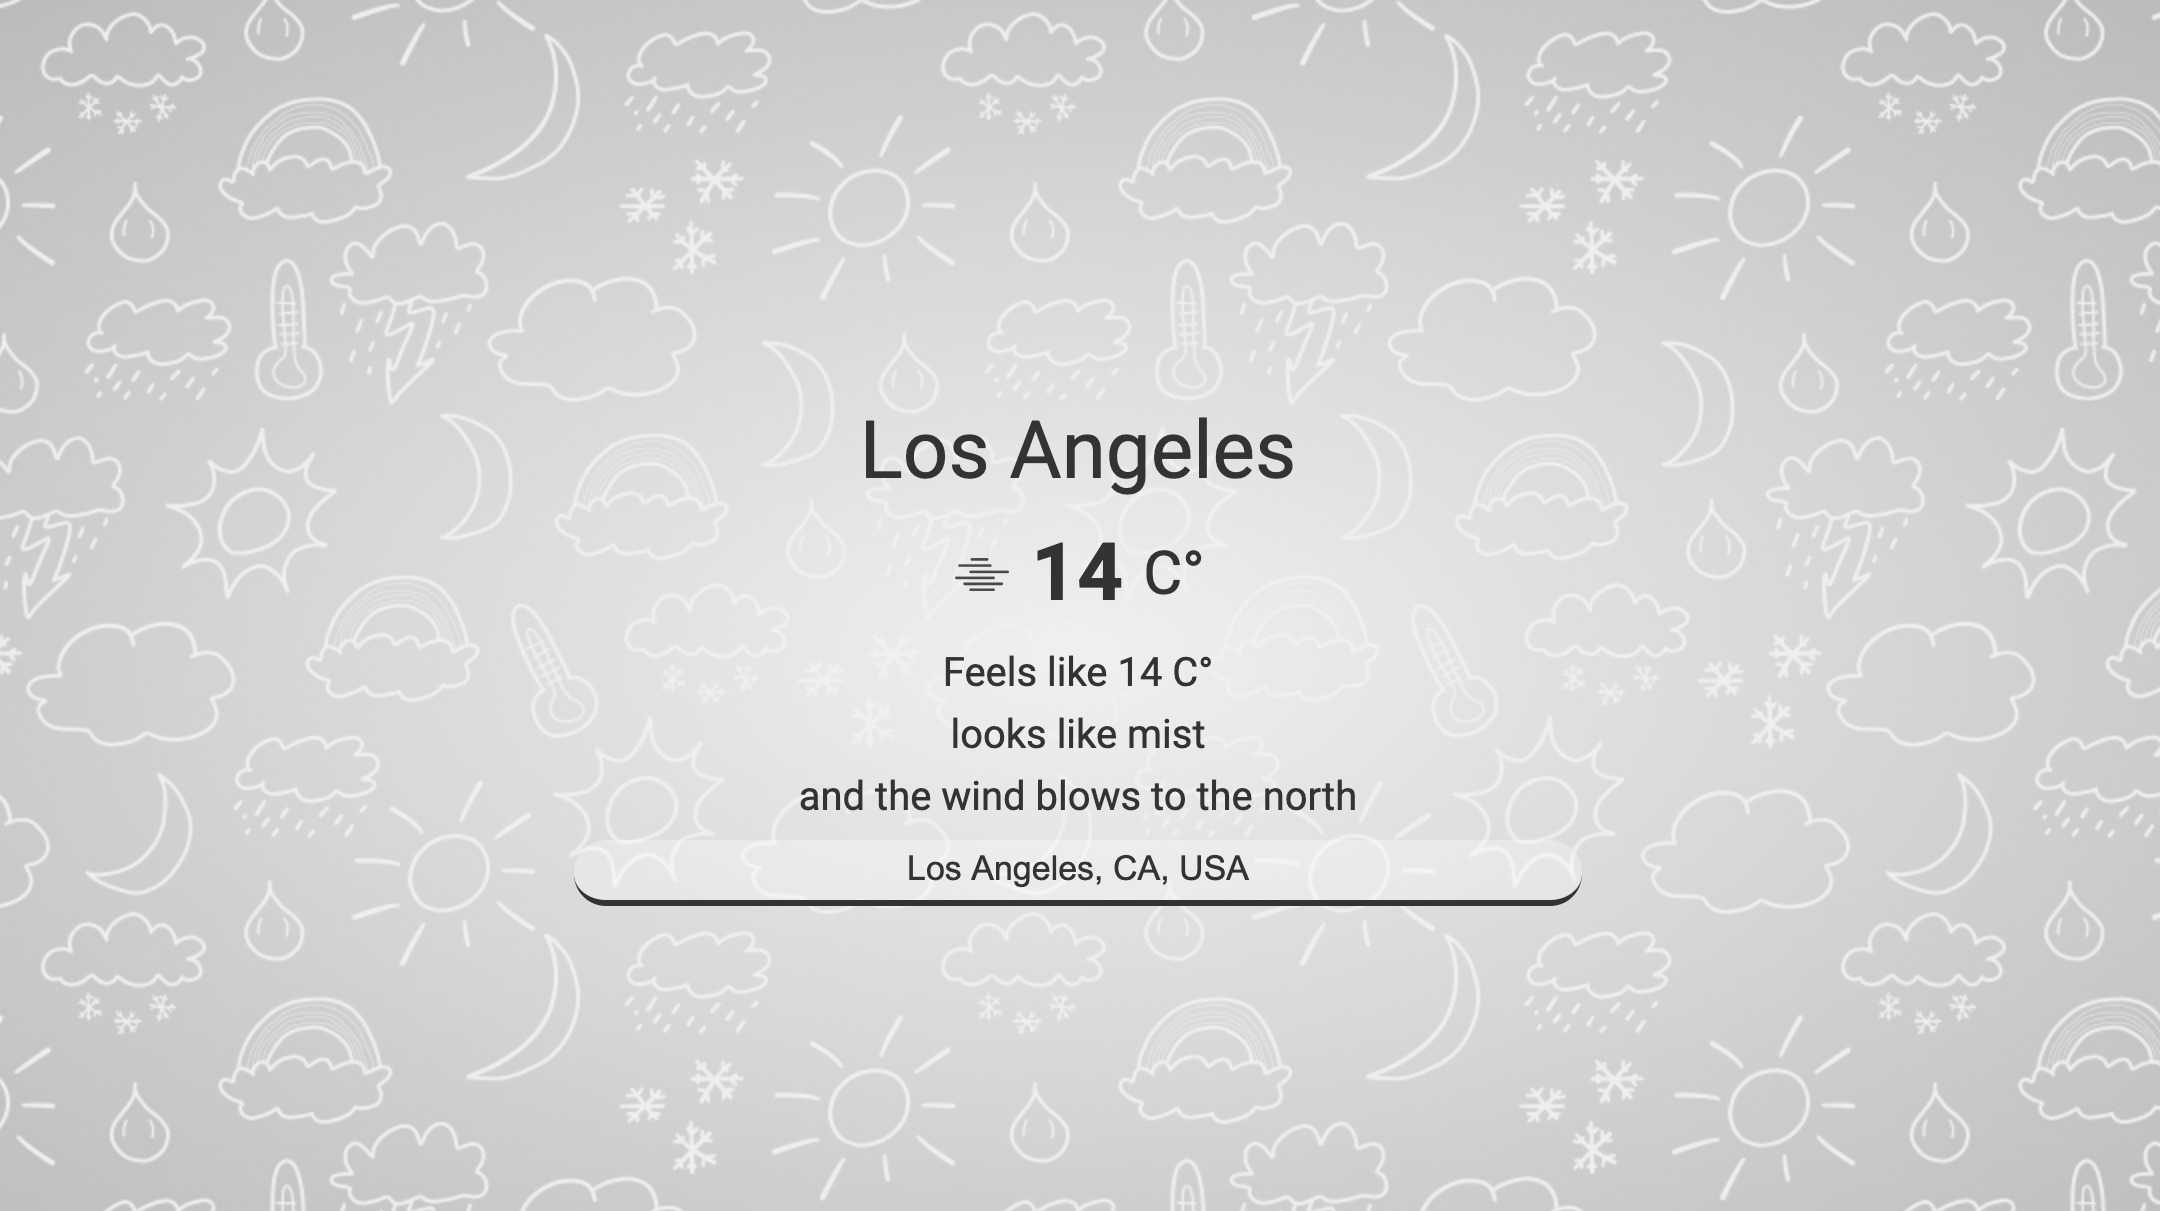 Los Angeles
14 C°
Feels like 14 C°
looks like mist
and the wind blows to the north
Los Angeles, CA, USA